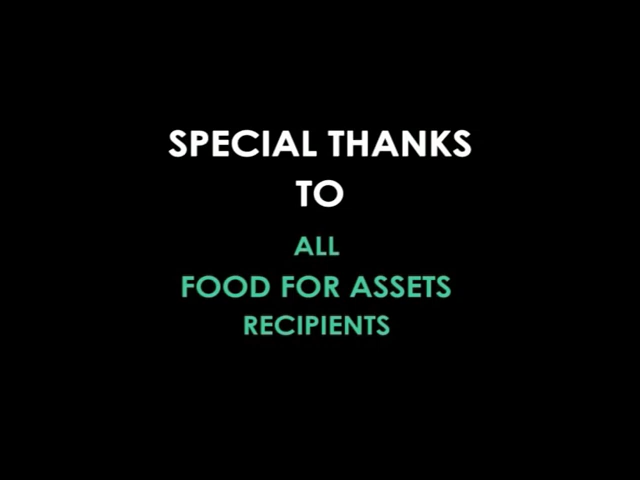 SPECIAL THANKS
TO
ALL
FOOD FOR ASSETS
RECIPIENTS